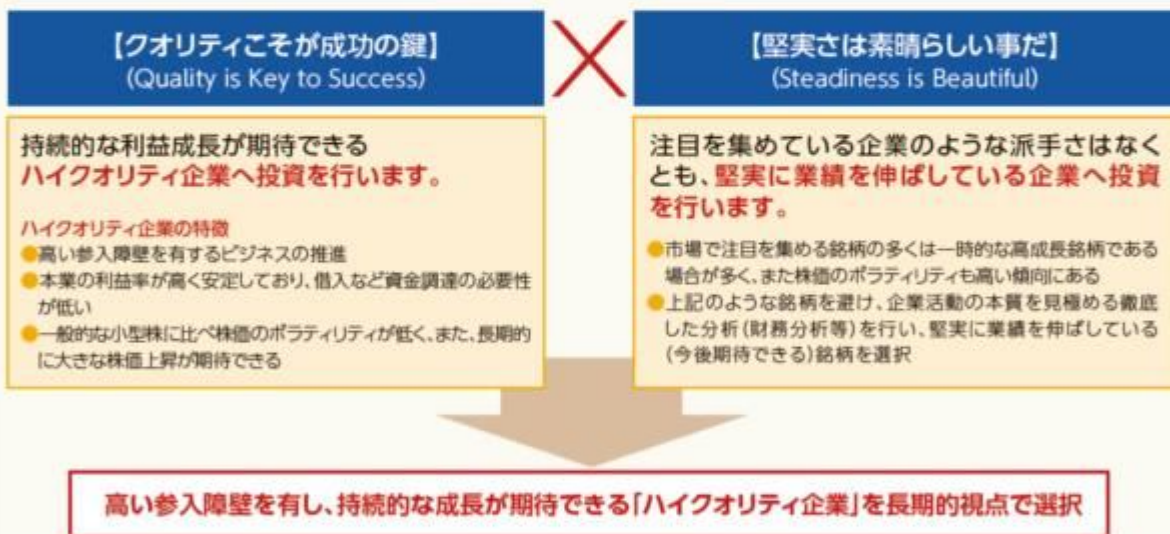 【クオリティこそが成功の鍵】
(Quality is Key to Success)
持続的な利益成長が期待できる
ハイクオリティ企業へ投資を行います。
ハイクオリティ企業の特徴
●高い参入障壁を有するビジネスの推進
●本業の利益率が高く安定しており、借入など資金調達の必要性
が低い
●一般的な小型株に比べ株価のボラティリティが低く、また、長期的
に大きな株価上昇が期待できる
【堅実さは素晴らしい事だ】
(Steadiness is Beautiful)
注目を集めている企業のような派手さはなく
とも、堅実に業績を伸ばしている企業へ投資
を行います。
●市場で注目を集める銘柄の多くは一時的な高成長銘柄である
場合が多く、また株価のボラティリティも高い傾向にある
●上記のような銘柄を避け、企業活動の本質を見極める徹底
した分析(財務分析等)を行い、堅実に業績を伸ばしている
(今後期待できる)銘柄を選択
高い参入障壁を有し、持続的な成長が期待できる「ハイクオリティ企業」を長期的視点で選択